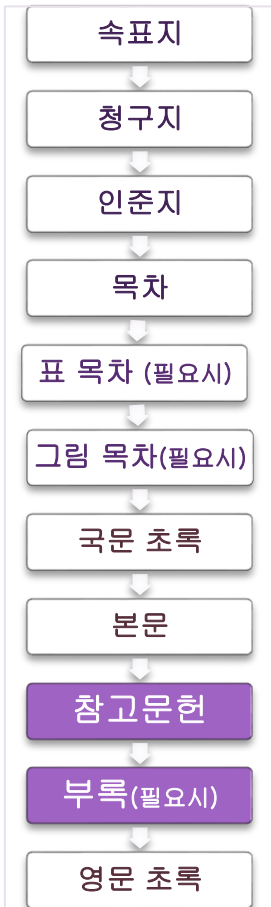 속표지
청구지
인준지
목차
표 목차 (필요시)
그림 목차(필요시)
국문 초록
본문
참고문헌
부록(필요시)
영문 초록